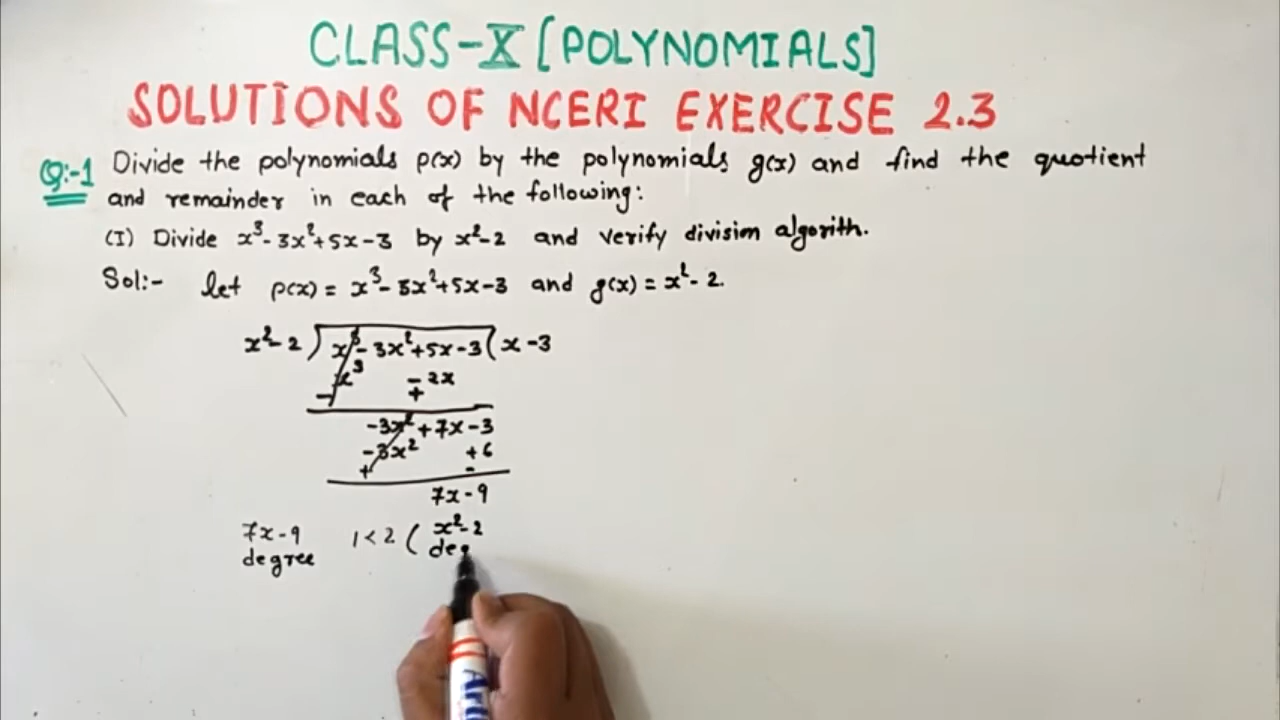 CLASS-X [POLYNOMIALS]
SOLUTIONS OF NCERI EXERCISE 2.3
Q:-1 Divide the polynomials p(x) by the polynomials g(x) and find the quotient
and remainder in each of the following:
(I) Divide x³-3x²+5x-3 by x²-2 and verify division algorith.
Sol:- let p(x) = x³-3x²+5x-3 and g(x) = x²-2.
x²-2 ) x³-3x²+5x-3 ( x-3
x³ -2x
- +
-3x²+7x-3
-3x² +6
+ -
7x-9
7x-9 1<2 ( x²-2
degree de
Arti